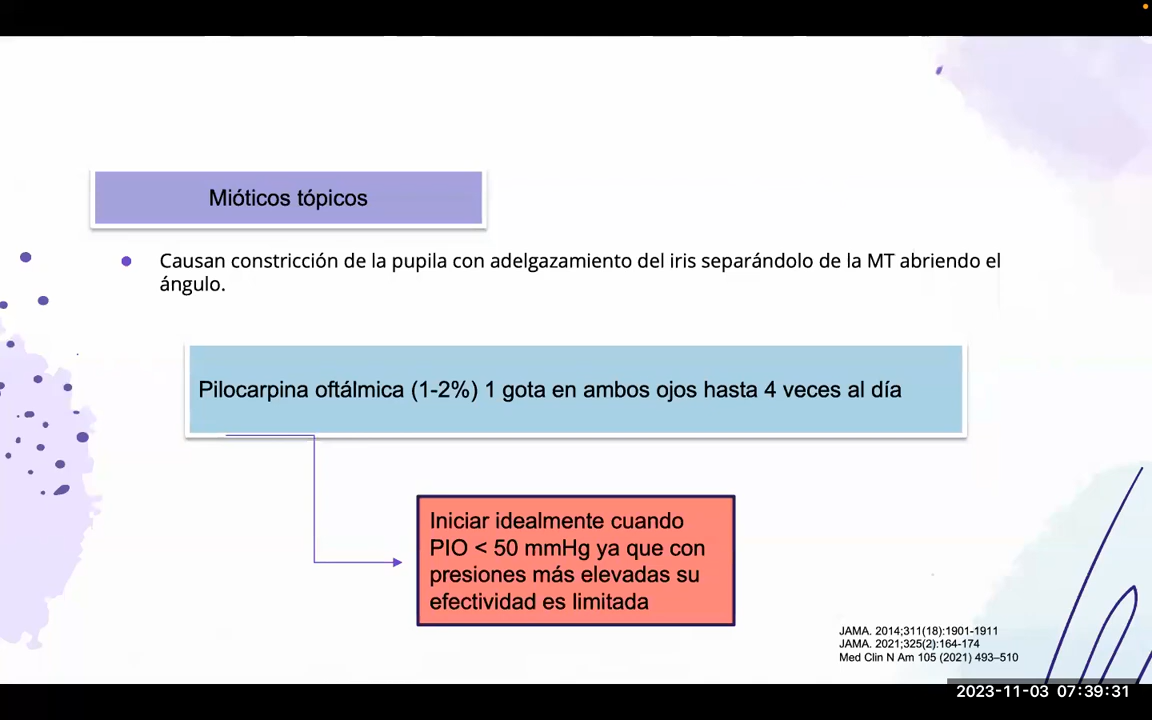 Mióticos tópicos
Causan constricción de la pupila con adelgazamiento del iris separándolo de la MT abriendo el
ángulo.
Pilocarpina oftálmica (1-2%) 1 gota en ambos ojos hasta 4 veces al día
Iniciar idealmente cuando
PIO < 50 mmHg ya que con
presiones más elevadas su
efectividad es limitada
JAMA. 2014;311(18):1901-1911
JAMA. 2021;325(2):164-174
Med Clin N Am 105 (2021) 493–510
2023-11-03 07:39:31